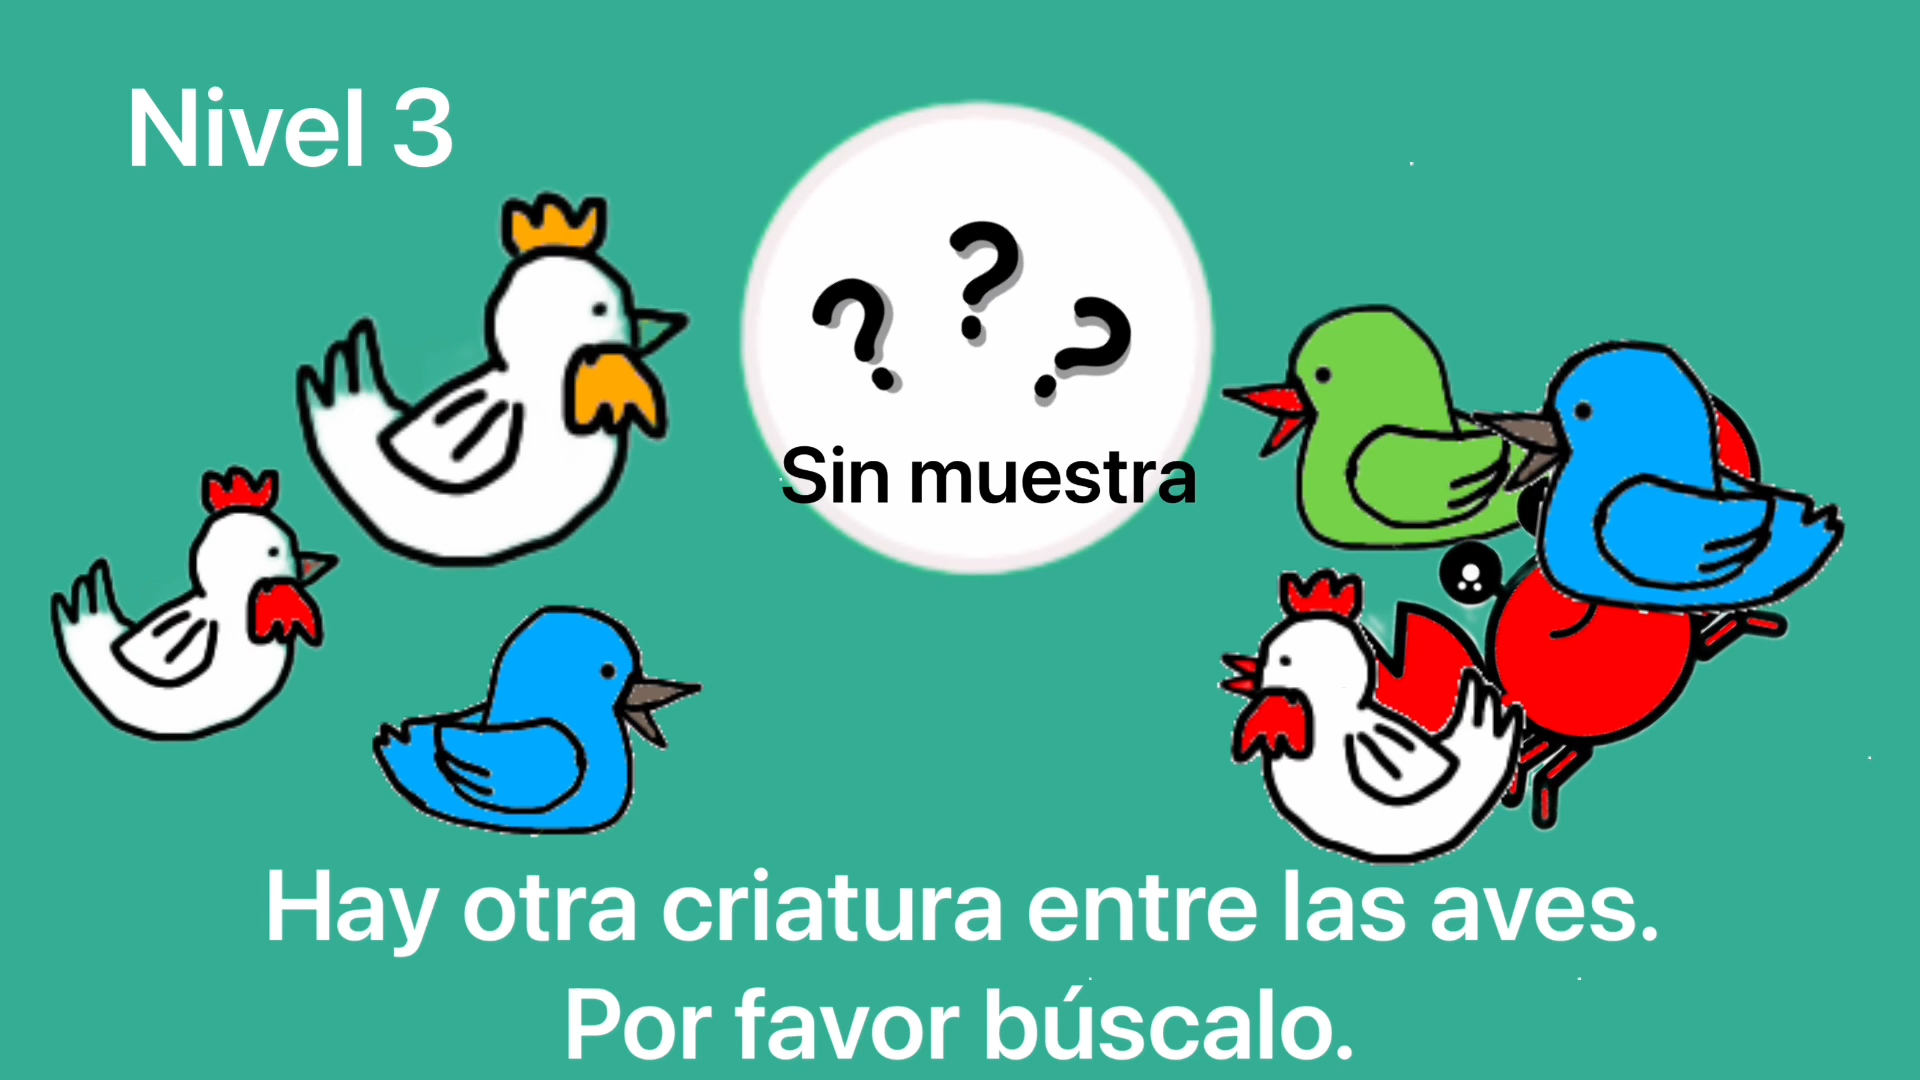 Nivel 3
? ? ?
Sin muestra
Hay otra criatura entre las aves.
Por favor búscalo.